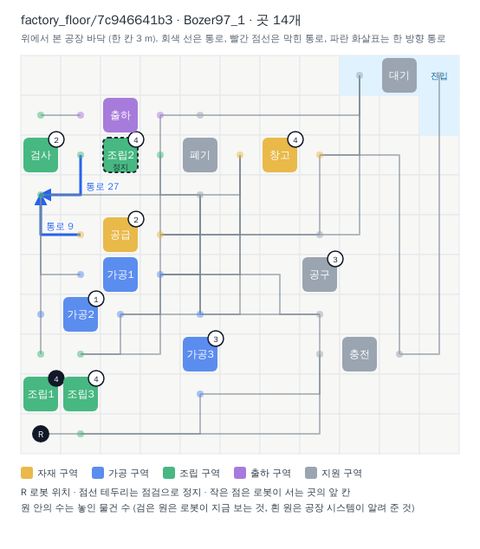 factory_floor/7c946641b3 · Bozer97_1 · 곳 14개
위에서 본 공장 바닥 (한 칸 3 m). 회색 선은 통로, 빨간 점선은 막힌 통로, 파란 화살표는 한 방향 통로
대기
전립
출하
2
검사
4
조립2
정지
폐기
4
창고
통로 27
통로 9
2
공급
가공1
3
공구
1
가공2
3
가공3
충전
4
조립1
4
조립3
R
자재 구역
가공 구역
조립 구역
출하 구역
지원 구역
R 로봇 위치 · 점선 테두리는 점검으로 정지 · 작은 점은 로봇이 서는 곳의 앞 칸
원 안의 수는 놓인 물건 수 (검은 원은 로봇이 지금 보는 것, 흰 원은 공장 시스템이 알려 준 것)